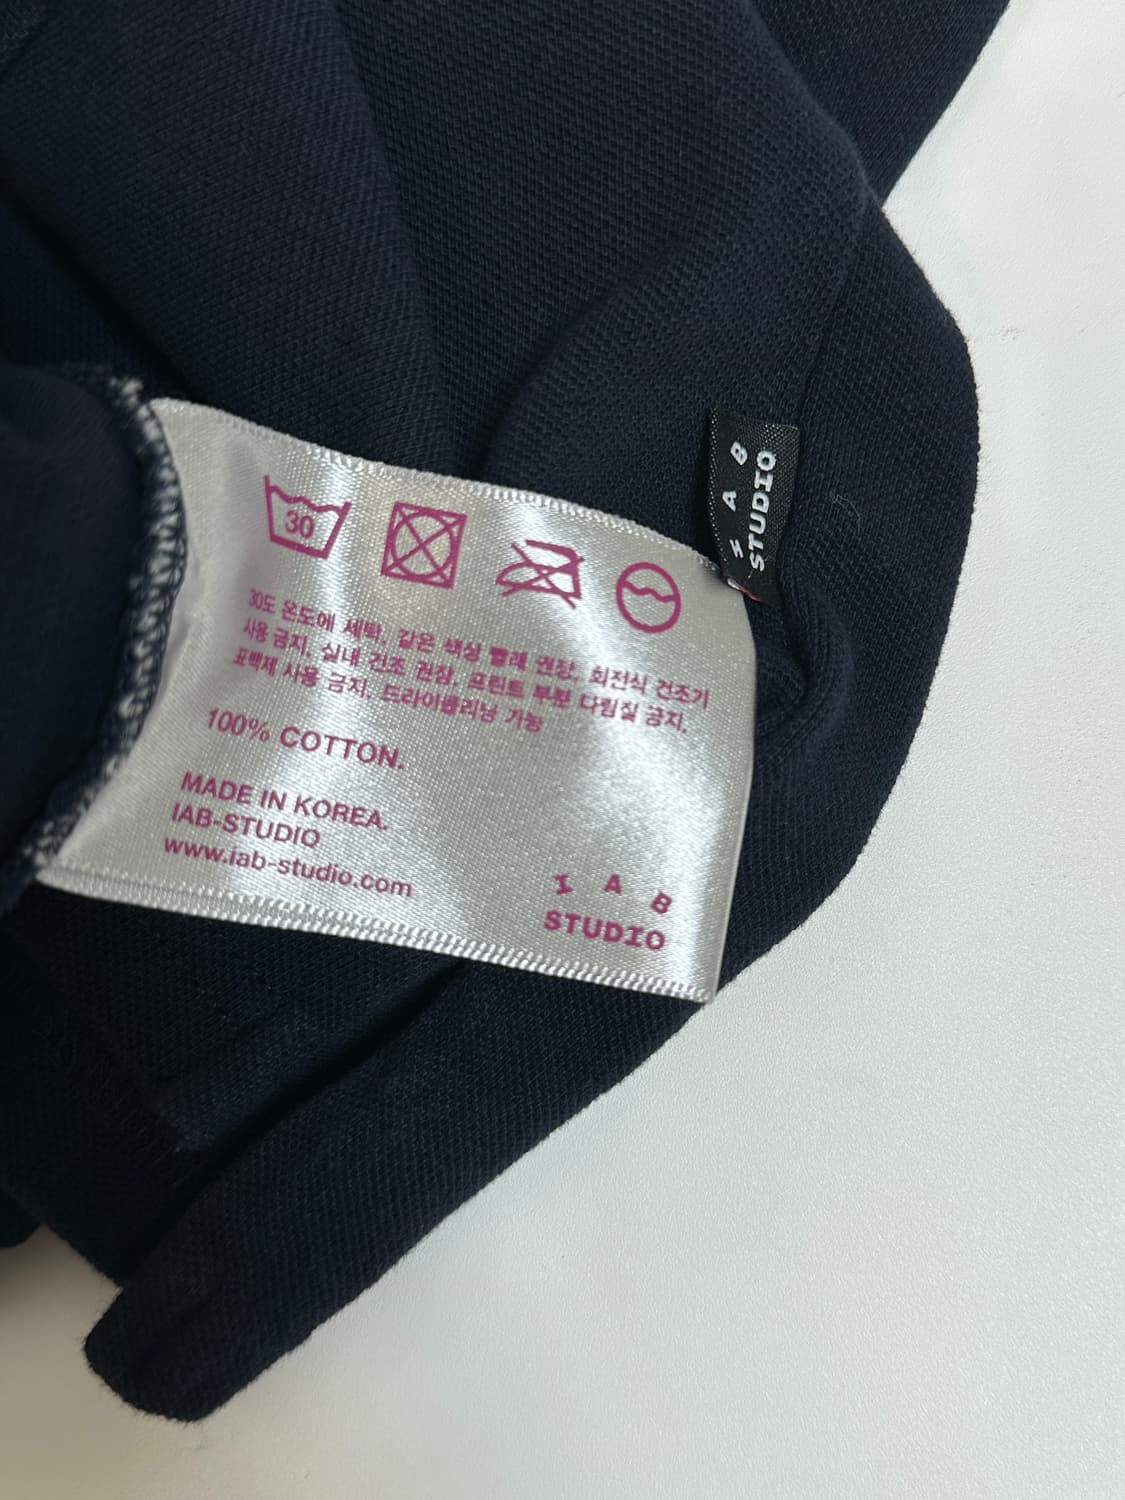 30
30도 온도에 세탁. 같은 색상 빨래 권장. 회전식 건조기
사용 금지. 실내 건조 권장. 프린트 부분 다림질 금지.
표백제 사용 금지. 드라이클리닝 가능
100% COTTON.
MADE IN KOREA.
IAB-STUDIO
www.iab-studio.com
I A B
STUDIO
I A B
STUDIO